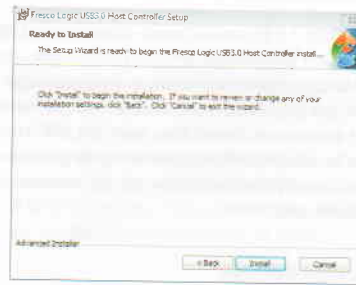 Fresco Logic USB3.0 Host Controller Setup
Ready to Install
The Setup Wizard is ready to begin the Fresco Logic USB3.0 Host Controller install...
Click "Install" to begin the installation. If you want to review or change any of your
installation settings, click "Back". Click "Cancel" to exit the wizard.
Advanced Installer
< Back
Install
Cancel